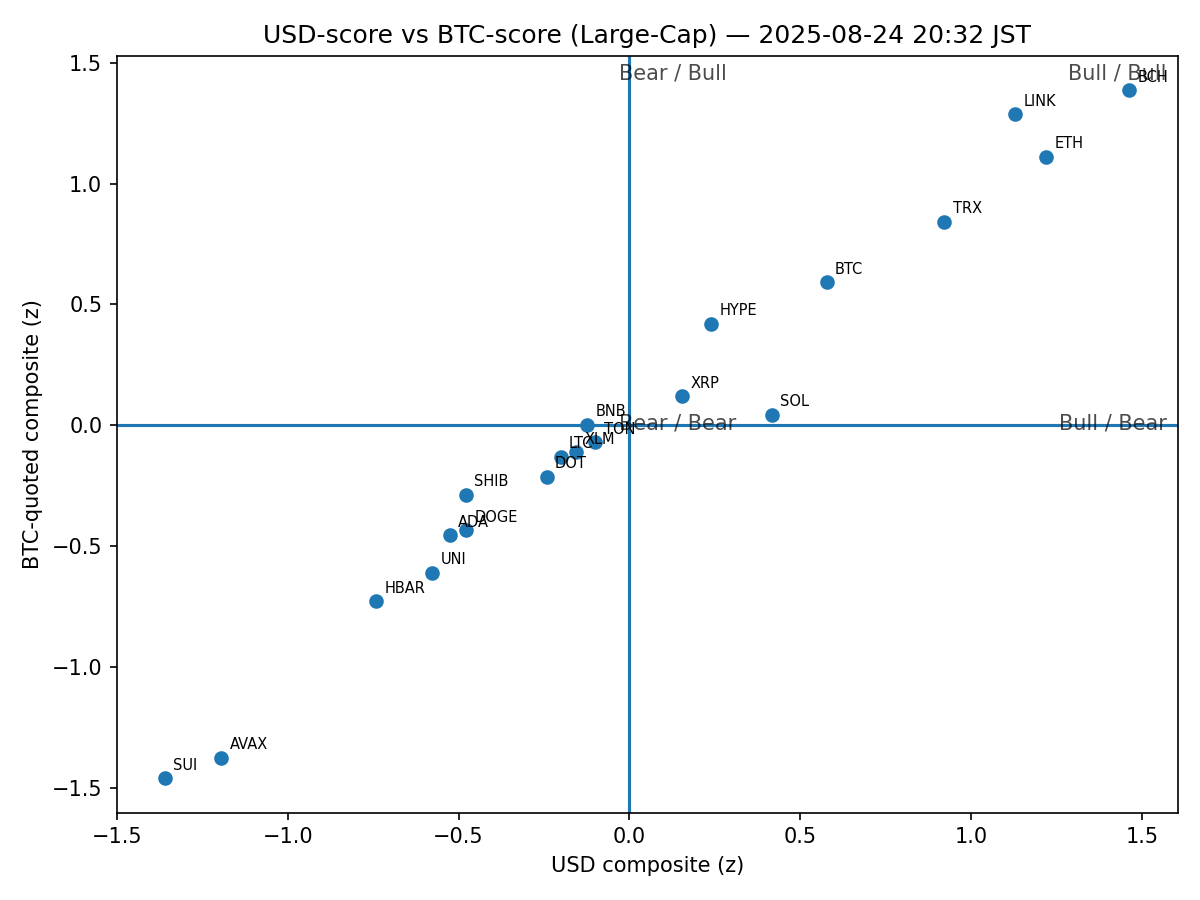 USD-score vs BTC-score (Large-Cap) — 2025-08-24 20:32 JST
1.5
Bear / Bull
Bull / Bull
BCH
LINK
ETH
1.0
TRX
BTC
0.5
HYPE
XRP
SOL
BNB
0.0
Bear / Bear
Bull / Bear
TON
XLM
LTC
DOT
SHIB
DOGE
ADA
−0.5
UNI
HBAR
−1.0
AVAX
SUI
−1.5
BTC-quoted composite (z)
−1.5 −1.0 −0.5 0.0 0.5 1.0 1.5
USD composite (z)